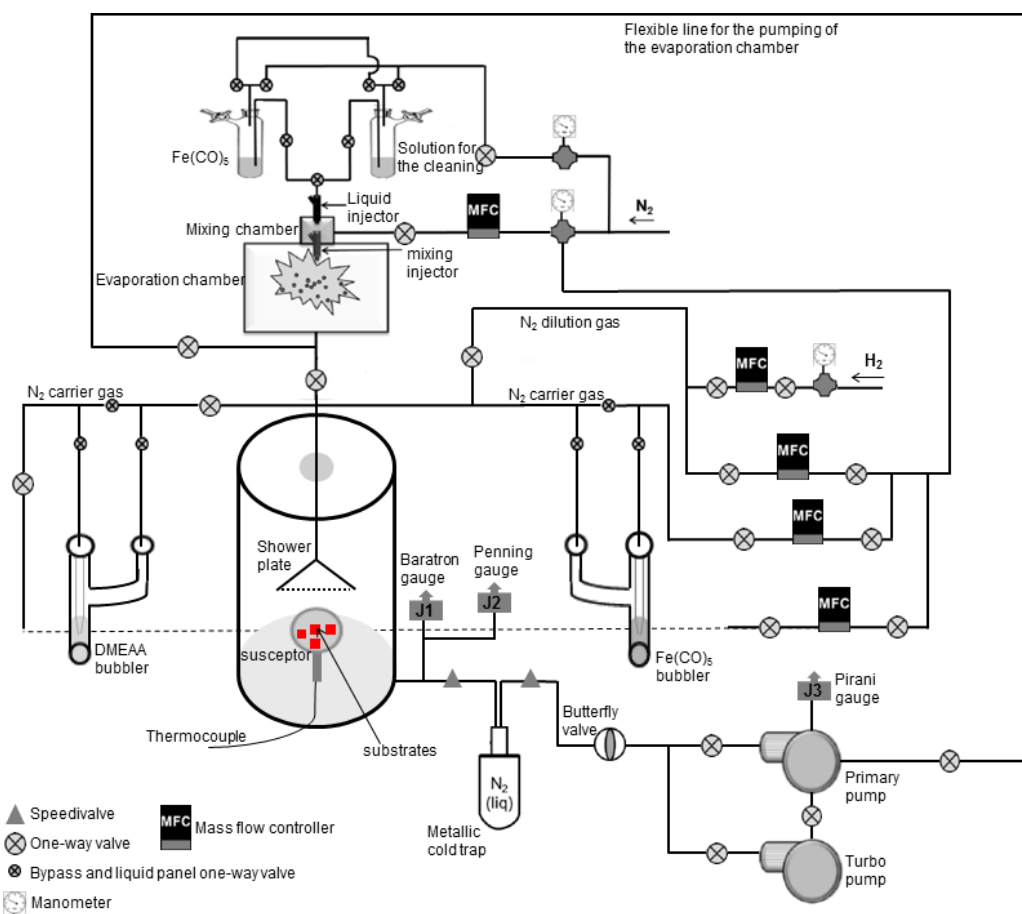 Flexible line for the pumping of
the evaporation chamber
Fe(CO)₅
Solution for
the cleaning
Liquid
injector
MFC
N₂
Mixing chamber
mixing
injector
Evaporation chamber
N₂ dilution gas
MFC
H₂
N₂ carrier gas
N₂ carrier gas
MFC
MFC
Shower
plate
Baratron
gauge
Penning
gauge
J1
J2
MFC
susceptor
DMEAA
bubbler
Fe(CO)₅
bubbler
Pirani
gauge
J3
Thermocouple
substrates
Butterfly
valve
N₂
(liq)
Primary
pump
Metallic
cold trap
Turbo
pump
Speedivalve
One-way valve
MFC
Mass flow controller
Bypass and liquid panel one-way valve
Manometer